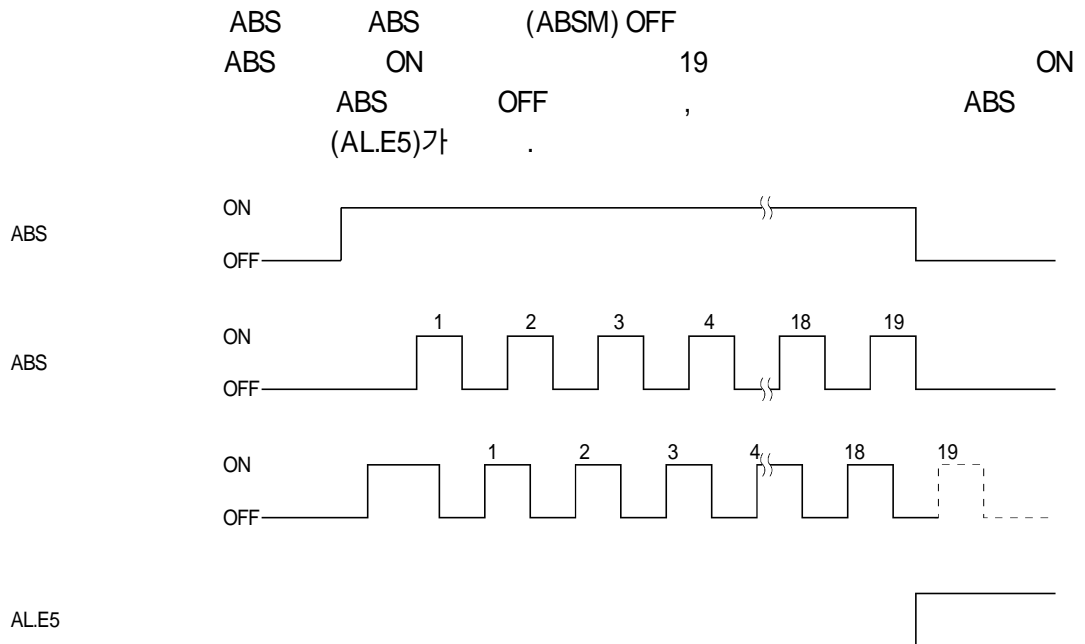 ABS ABS (ABSM) OFF
ABS ON 19 ON
ABS OFF , ABS
(AL.E5)가 .
ON
ABS
OFF
1 2 3 4 18 19
ON
ABS
OFF
1 2 3 4 18 19
ON
OFF
AL.E5